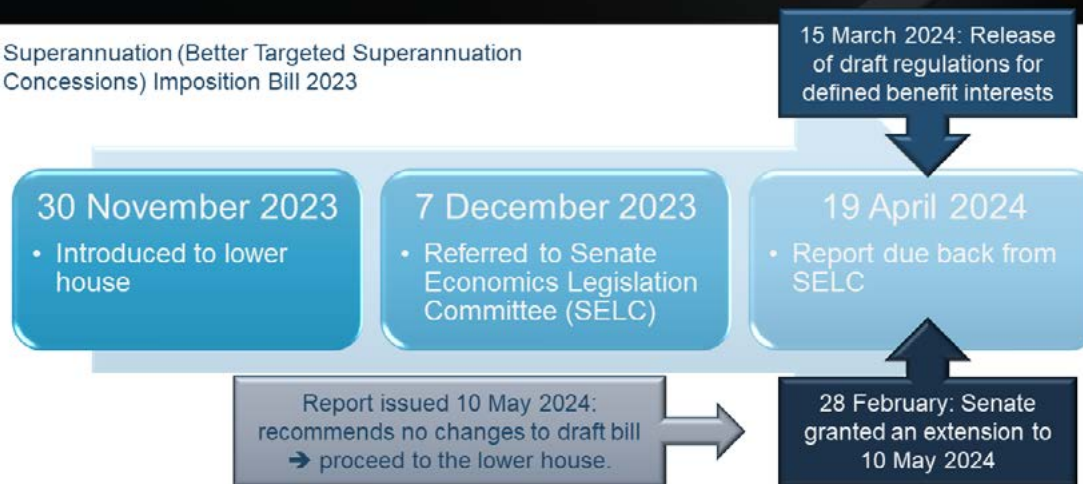 Superannuation (Better Targeted Superannuation
Concessions) Imposition Bill 2023
15 March 2024: Release
of draft regulations for
defined benefit interests
30 November 2023
• Introduced to lower
house
7 December 2023
• Referred to Senate
Economics Legislation
Committee (SELC)
19 April 2024
• Report due back from
SELC
Report issued 10 May 2024:
recommends no changes to draft bill
➔ proceed to the lower house.
28 February: Senate
granted an extension to
10 May 2024